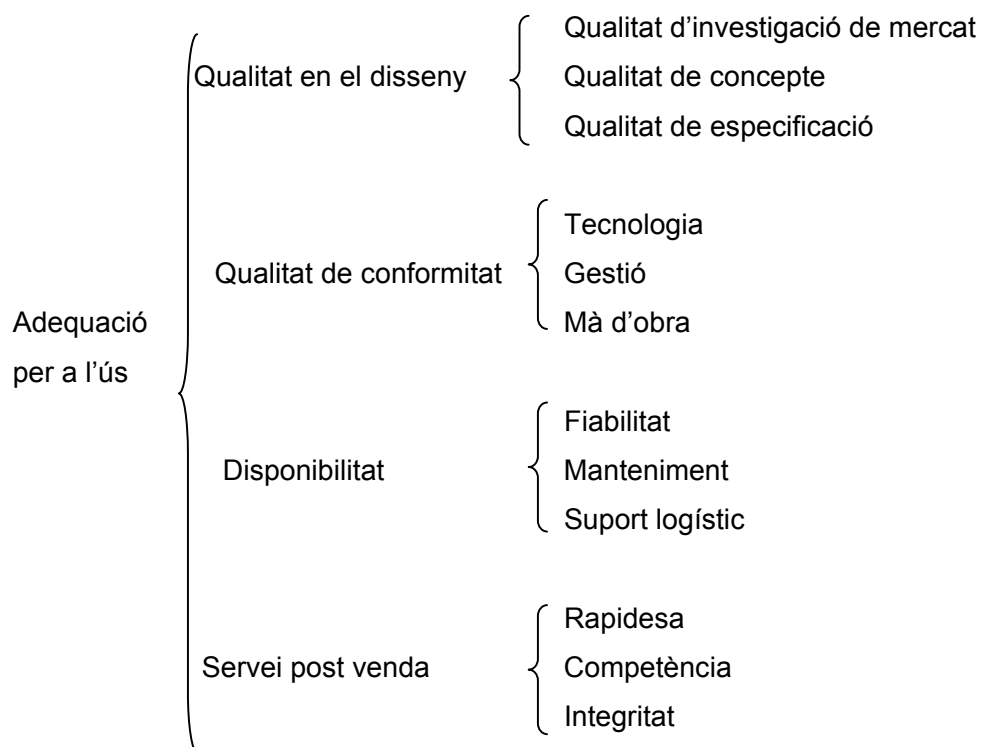 Adequació
per a l’ús
Qualitat en el disseny
Qualitat d’investigació de mercat
Qualitat de concepte
Qualitat de especificació
Qualitat de conformitat
Tecnologia
Gestió
Mà d’obra
Disponibilitat
Fiabilitat
Manteniment
Suport logístic
Servei post venda
Rapidesa
Competència
Integritat